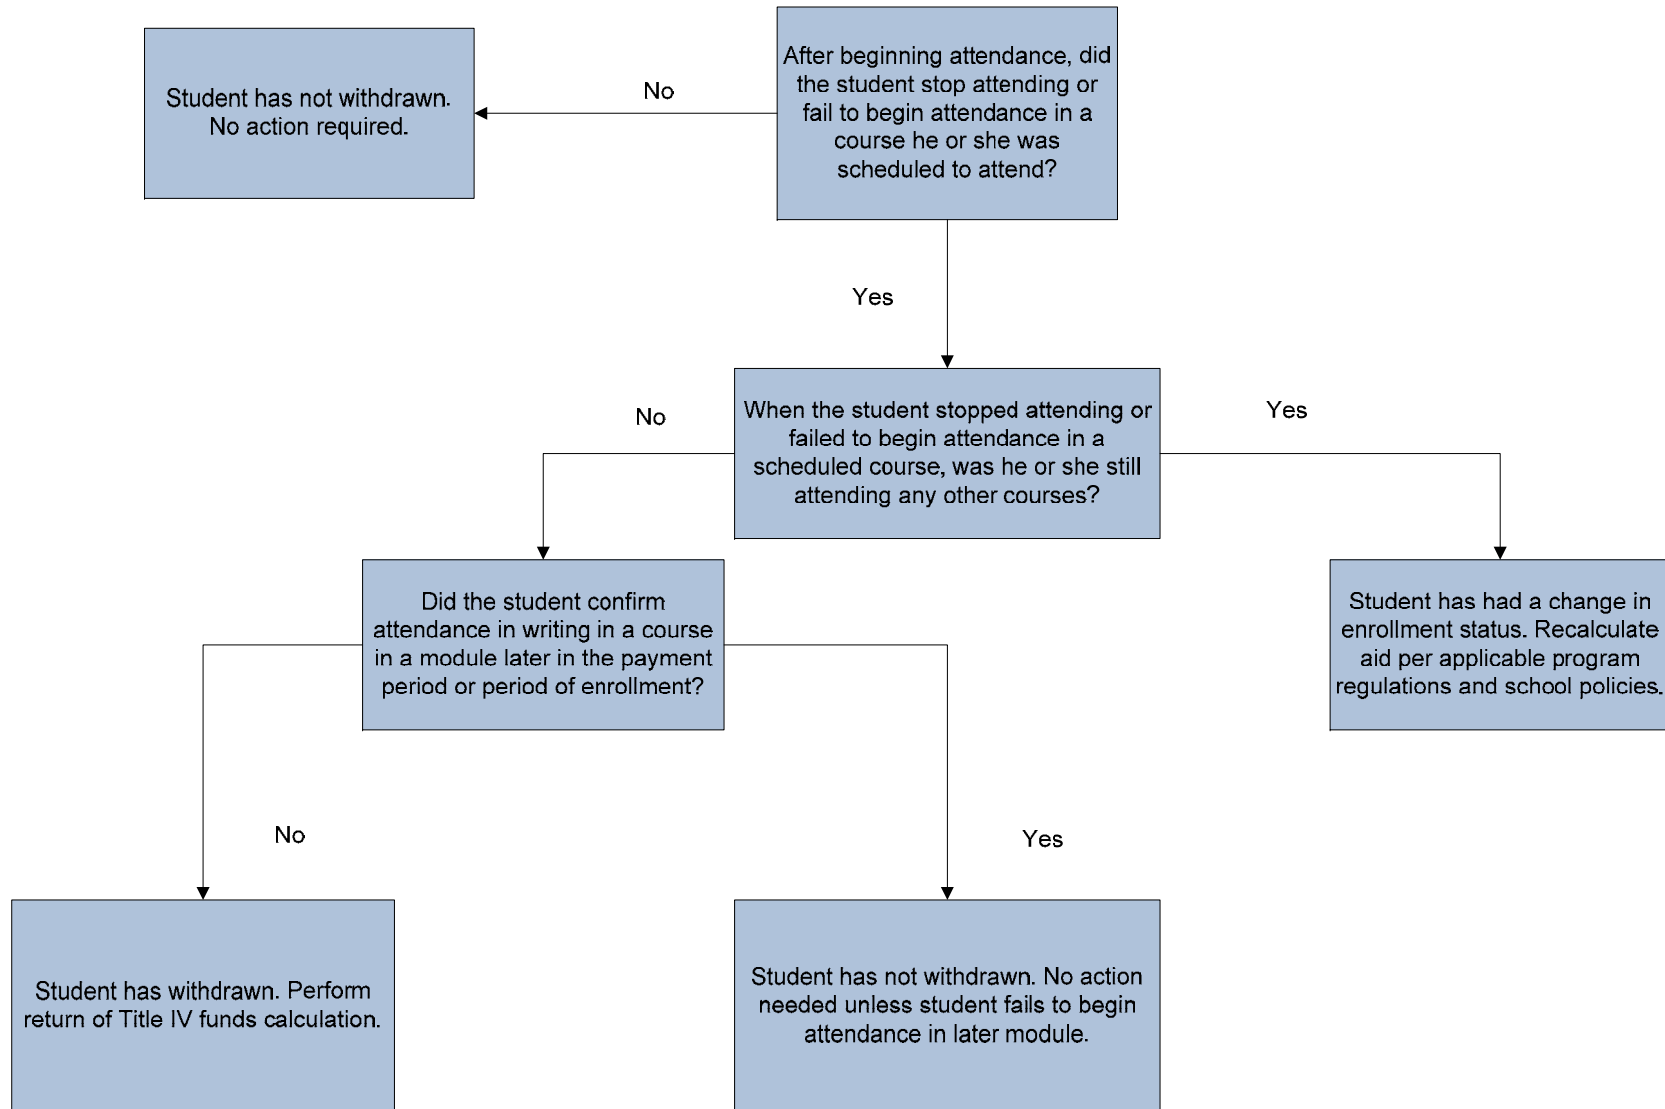 After beginning attendance, did
the student stop attending or
fail to begin attendance in a
course he or she was
scheduled to attend?
No
Student has not withdrawn.
No action required.
Yes
When the student stopped attending or
failed to begin attendance in a
scheduled course, was he or she still
attending any other courses?
No
Yes
Did the student confirm
attendance in writing in a course
in a module later in the payment
period or period of enrollment?
Student has had a change in
enrollment status. Recalculate
aid per applicable program
regulations and school policies.
No
Yes
Student has withdrawn. Perform
return of Title IV funds calculation.
Student has not withdrawn. No action
needed unless student fails to begin
attendance in later module.